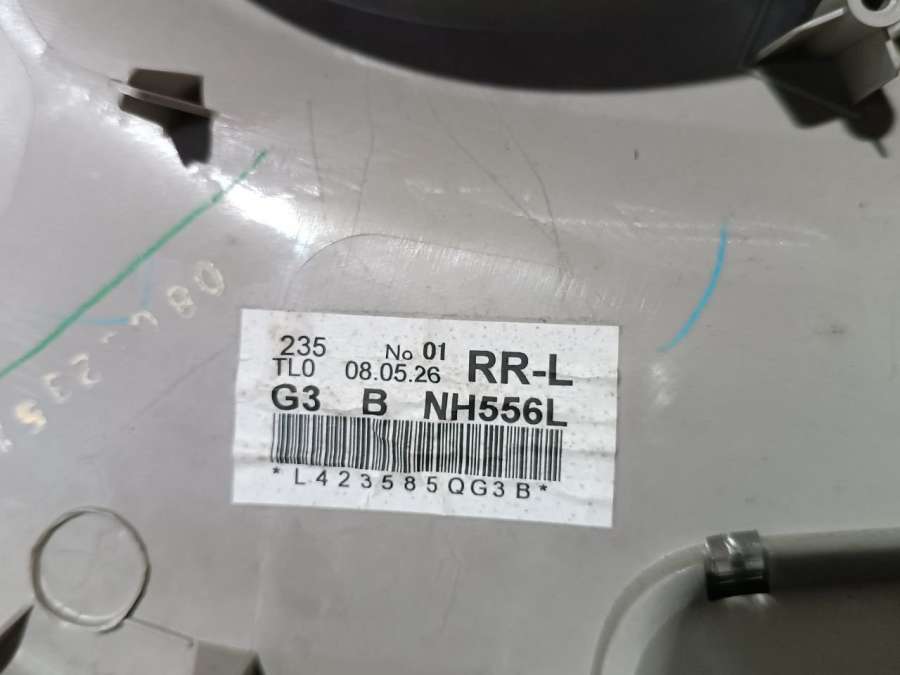 235 No 01 RR-L
TL0 08.05.26
G3 B NH556L
*L423585QG3B*